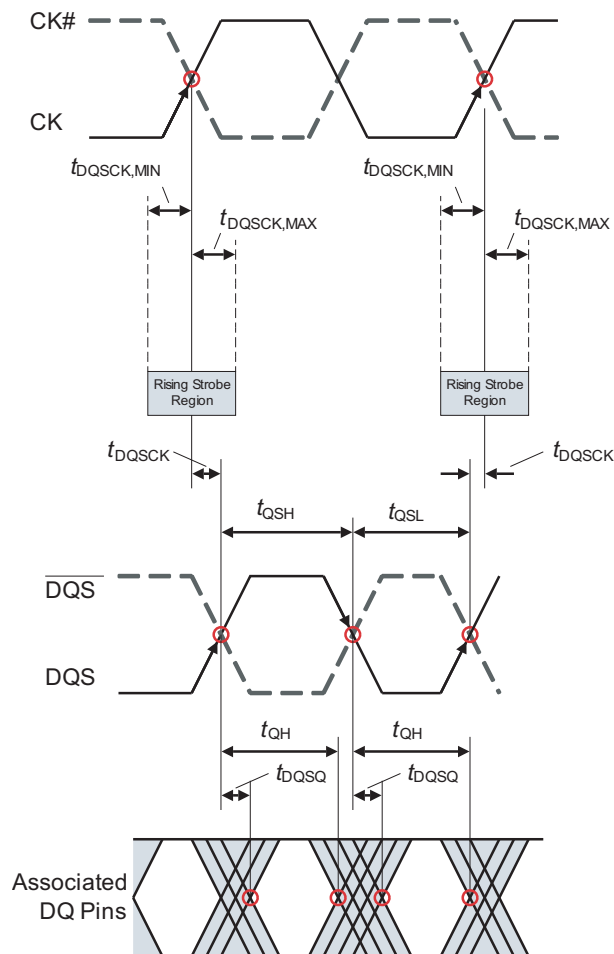 CK#
CK
tDQSCK,MIN
tDQSCK,MIN
tDQSCK,MAX
tDQSCK,MAX
Rising Strobe
Region
Rising Strobe
Region
tDQSCK
tDQSCK
tQSH
tQSL
DQS
DQS
tQH
tQH
tDQSQ
tDQSQ
Associated
DQ Pins